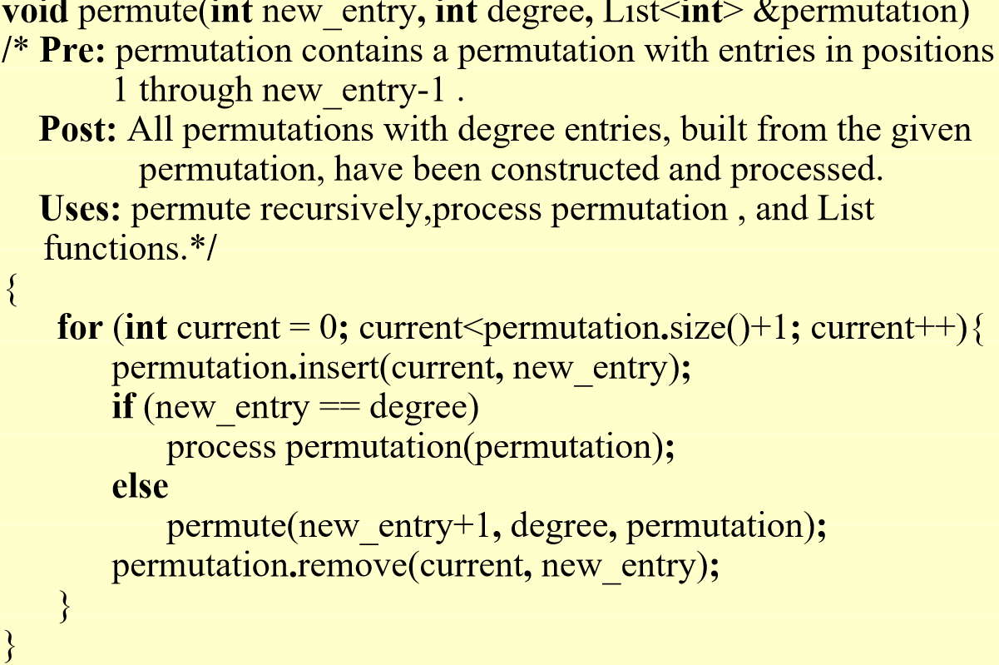 void permute(int new_entry, int degree, List<int> &permutation)
/* Pre: permutation contains a permutation with entries in positions
1 through new_entry-1 .
Post: All permutations with degree entries, built from the given
permutation, have been constructed and processed.
Uses: permute recursively,process permutation , and List
functions.*/
{
for (int current = 0; current<permutation.size()+1; current++){
permutation.insert(current, new_entry);
if (new_entry == degree)
process permutation(permutation);
else
permute(new_entry+1, degree, permutation);
permutation.remove(current, new_entry);
}
}